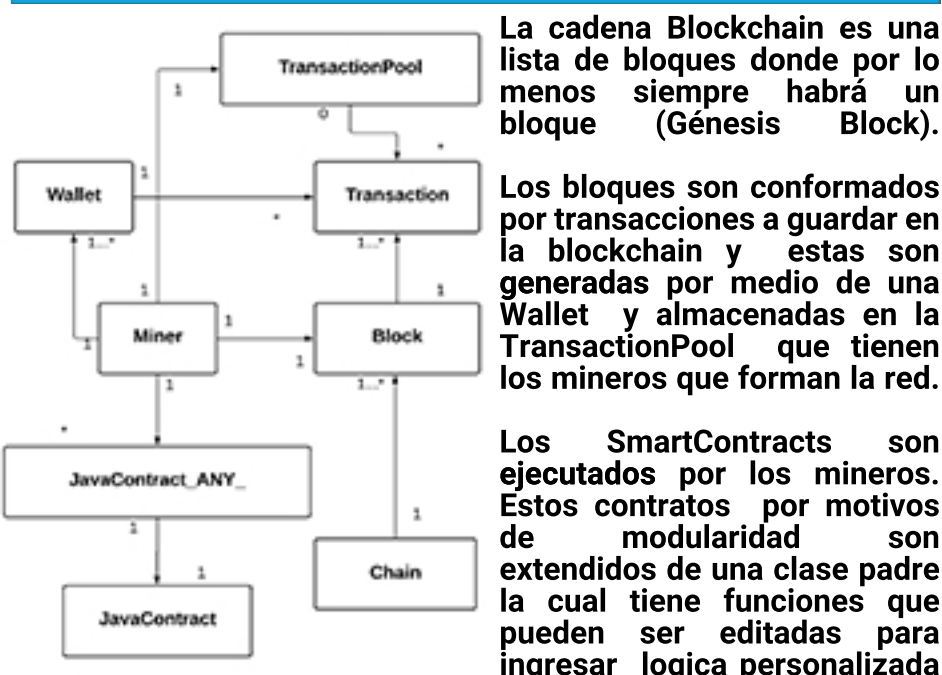 TransactionPool
1
0
*
Wallet
1*
Transaction
*
1...*
1...*
1
1
Miner
1
Block
1
1
1
1...*
*
JavaContract_ANY_
1
1
Chain
1
JavaContract
La cadena Blockchain es una
lista de bloques donde por lo
menos siempre habrá un
bloque (Génesis Block).
Los bloques son conformados
por transacciones a guardar en
la blockchain y estas son
generadas por medio de una
Wallet y almacenadas en la
TransactionPool que tienen
los mineros que forman la red.
Los SmartContracts son
ejecutados por los mineros.
Estos contratos por motivos
de modularidad son
extendidos de una clase padre
la cual tiene funciones que
pueden ser editadas para
ingresar logica personalizada